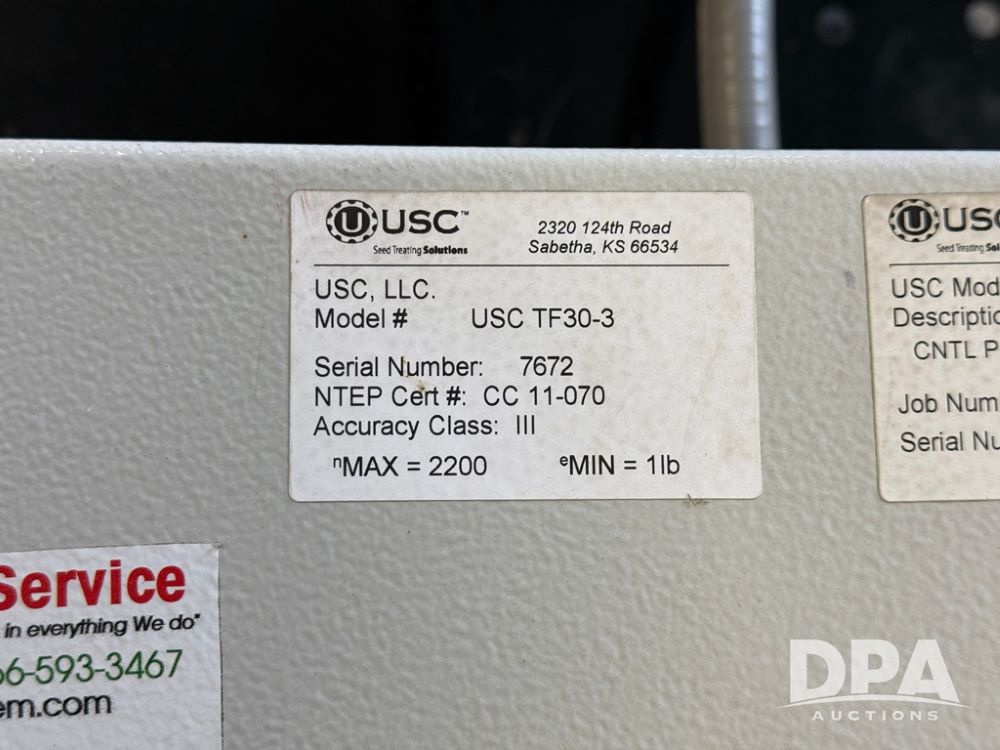 U USC™
Seed Treating Solutions
2320 124th Road
Sabetha, KS 66534
USC, LLC.
Model # USC TF30-3
Serial Number: 7672
NTEP Cert #: CC 11-070
Accuracy Class: III
nMAX = 2200 eMIN = 1lb
U USC
Seed Treating Sol
USC Mod
Descriptio
CNTL P
Job Num
Serial Nu
Service
in everything We do"
66-593-3467
em.com
DPA
AUCTIONS